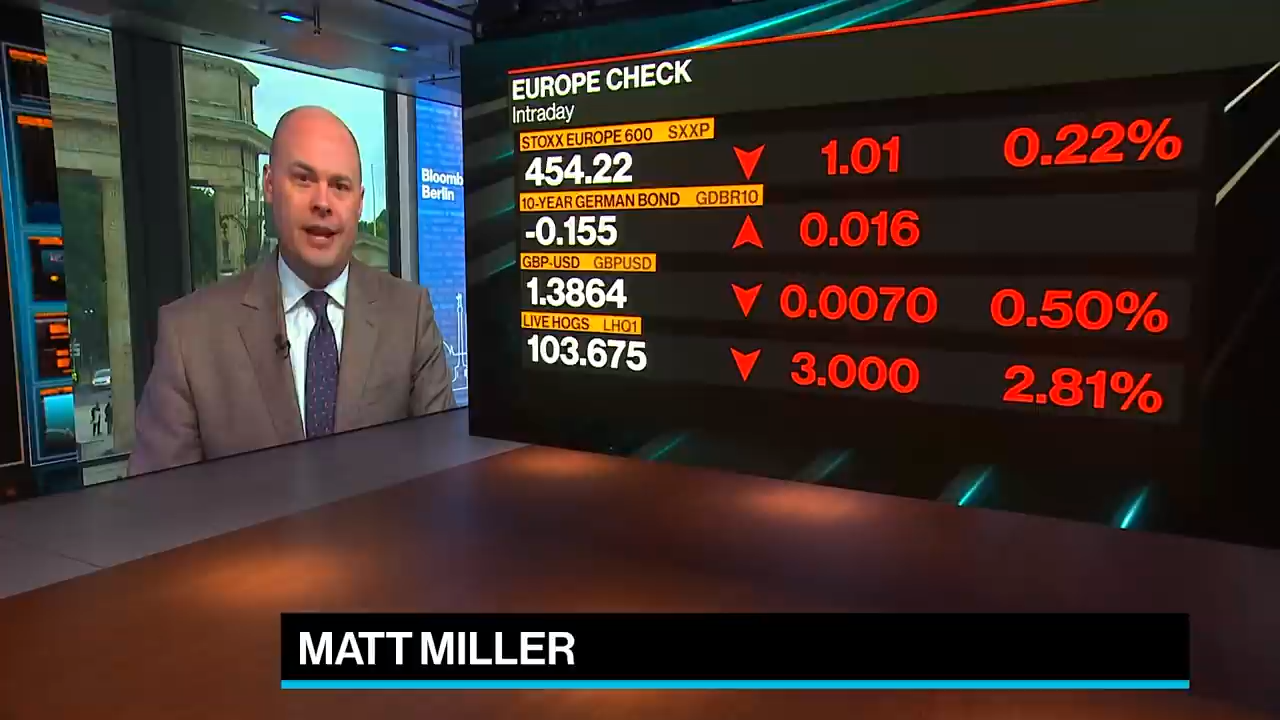 EUROPE CHECK
Intraday
STOXX EUROPE 600 SXXP
454.22 ▼ 1.01 0.22%
10-YEAR GERMAN BOND GDBR10
-0.155 ▲ 0.016
GBP-USD GBPUSD
1.3864 ▼ 0.0070 0.50%
LIVE HOGS LHQ1
103.675 ▼ 3.000 2.81%
Bloomb
Berlin
MATT MILLER